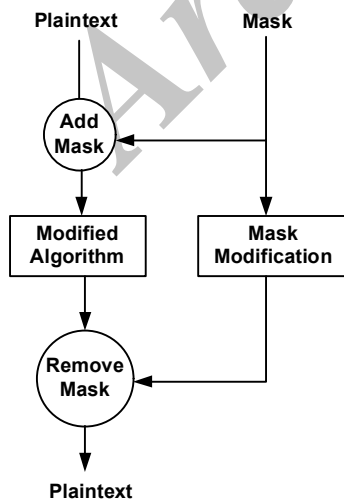 Plaintext
Mask
Add
Mask
Modified
Algorithm
Mask
Modification
Remove
Mask
Plaintext